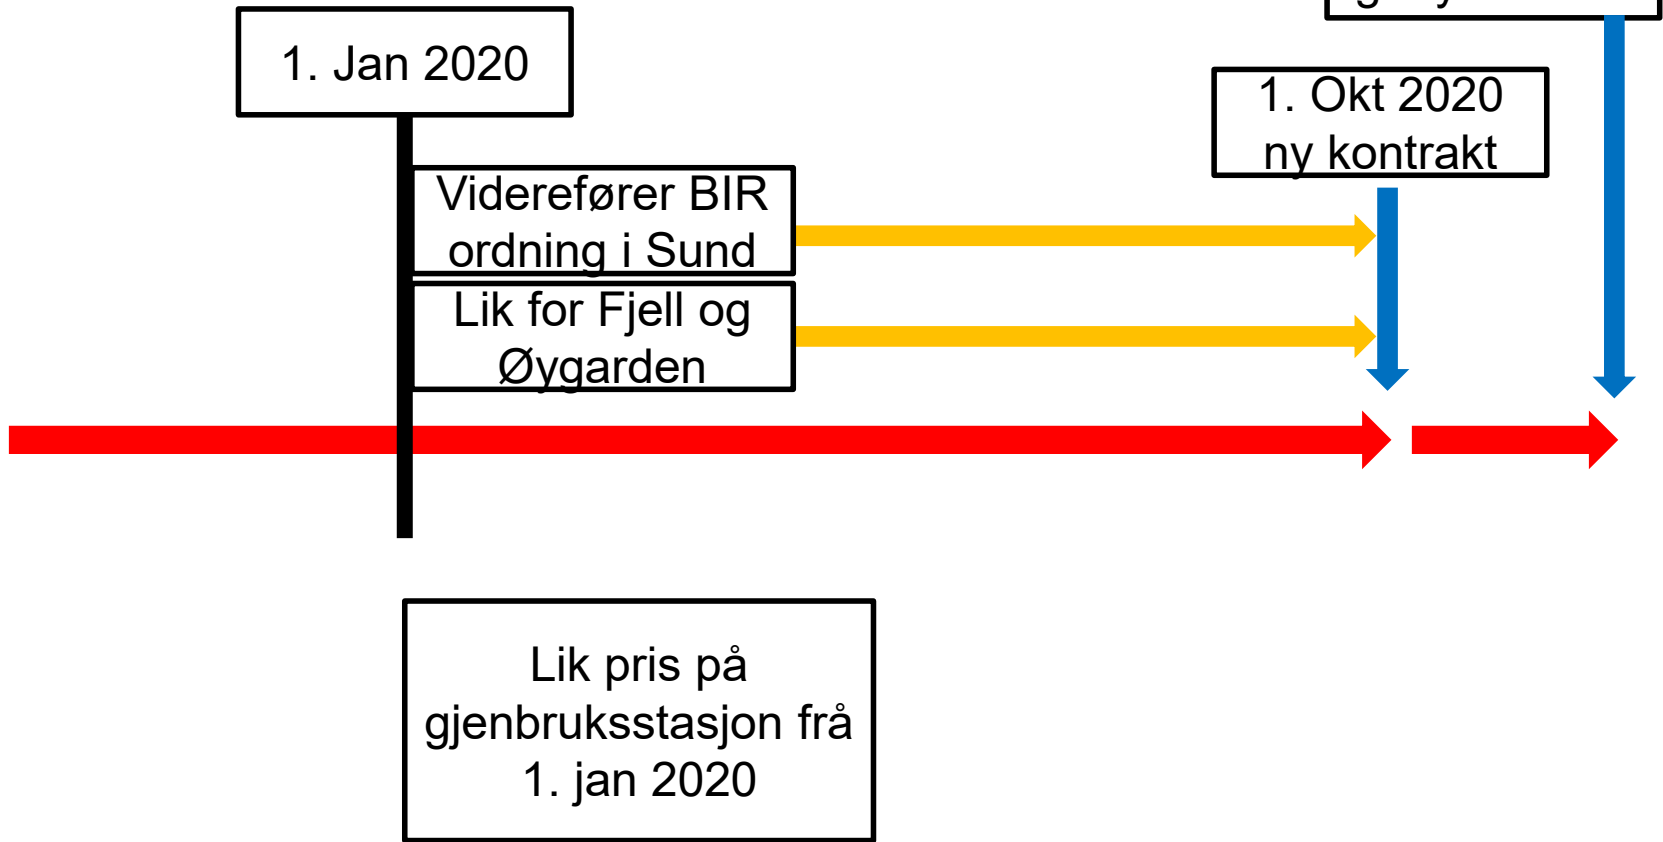 1. Jan 2020
1. Okt 2020
ny kontrakt
Viderefører BIR
ordning i Sund
Lik for Fjell og
Øygarden
Lik pris på
gjenbruksstasjon frå
1. jan 2020